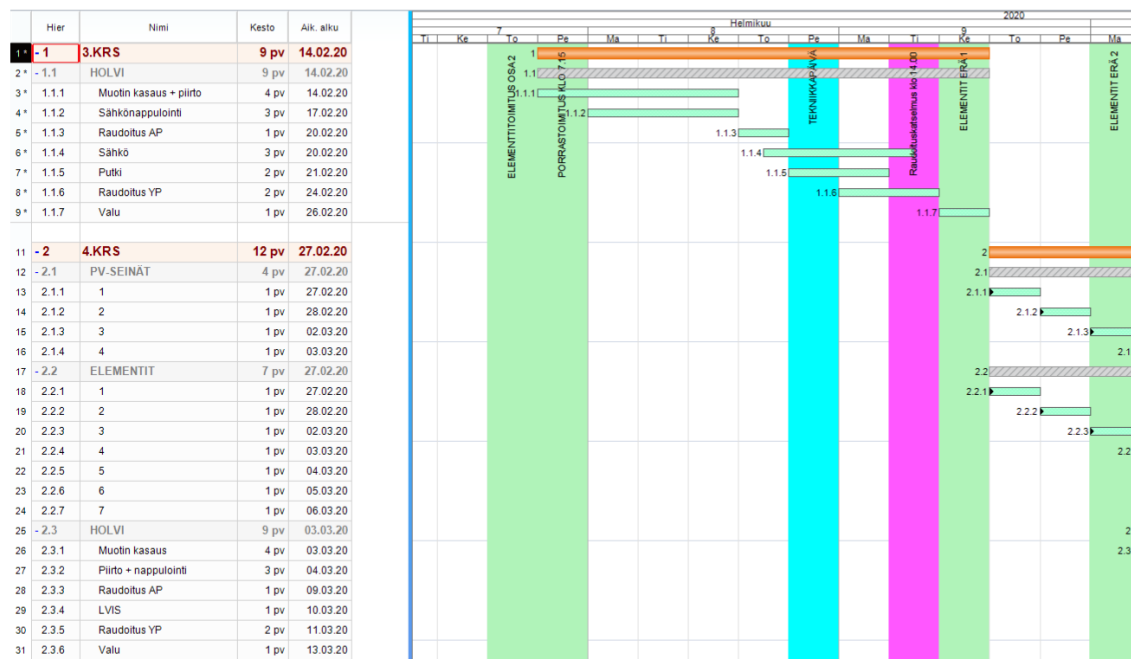 2020
Helmikuu
Hier Nimi Kesto Aik. alku
7 8 9
Ti Ke To Pe Ma Ti Ke To Pe Ma Ti Ke To Pe Ma
1 * - 1 3.KRS 9 pv 14.02.20 1
2 * - 1.1 HOLVI 9 pv 14.02.20 1.1
3 * 1.1.1 Muotin kasaus + piirto 4 pv 14.02.20 1.1.1
4 * 1.1.2 Sähkönappulointi 3 pv 17.02.20 1.1.2
5 * 1.1.3 Raudoitus AP 1 pv 20.02.20 1.1.3
6 * 1.1.4 Sähkö 3 pv 20.02.20 1.1.4
7 * 1.1.5 Putki 2 pv 21.02.20 1.1.5
8 * 1.1.6 Raudoitus YP 2 pv 24.02.20 1.1.6
9 * 1.1.7 Valu 1 pv 26.02.20 1.1.7
ELEMENTTITOIMITUS OSA 2
PORRASTOIMITUS KLO 7.15
TEKNIIKKAPÄIVÄ
Raudoituskatselmus klo 14.00
ELEMENTIT ERÄ 1
ELEMENTIT ERÄ 2
11 - 2 4.KRS 12 pv 27.02.20 2
12 - 2.1 PV-SEINÄT 4 pv 27.02.20 2.1
13 2.1.1 1 1 pv 27.02.20 2.1.1
14 2.1.2 2 1 pv 28.02.20 2.1.2
15 2.1.3 3 1 pv 02.03.20 2.1.3
16 2.1.4 4 1 pv 03.03.20 2.1
17 - 2.2 ELEMENTIT 7 pv 27.02.20 2.2
18 2.2.1 1 1 pv 27.02.20 2.2.1
19 2.2.2 2 1 pv 28.02.20 2.2.2
20 2.2.3 3 1 pv 02.03.20 2.2.3
21 2.2.4 4 1 pv 03.03.20 2.2
22 2.2.5 5 1 pv 04.03.20
23 2.2.6 6 1 pv 05.03.20
24 2.2.7 7 1 pv 06.03.20
25 - 2.3 HOLVI 9 pv 03.03.20 2
26 2.3.1 Muotin kasaus 4 pv 03.03.20 2.3
27 2.3.2 Piirto + nappulointi 3 pv 04.03.20
28 2.3.3 Raudoitus AP 1 pv 09.03.20
29 2.3.4 LVIS 1 pv 10.03.20
30 2.3.5 Raudoitus YP 2 pv 11.03.20
31 2.3.6 Valu 1 pv 13.03.20